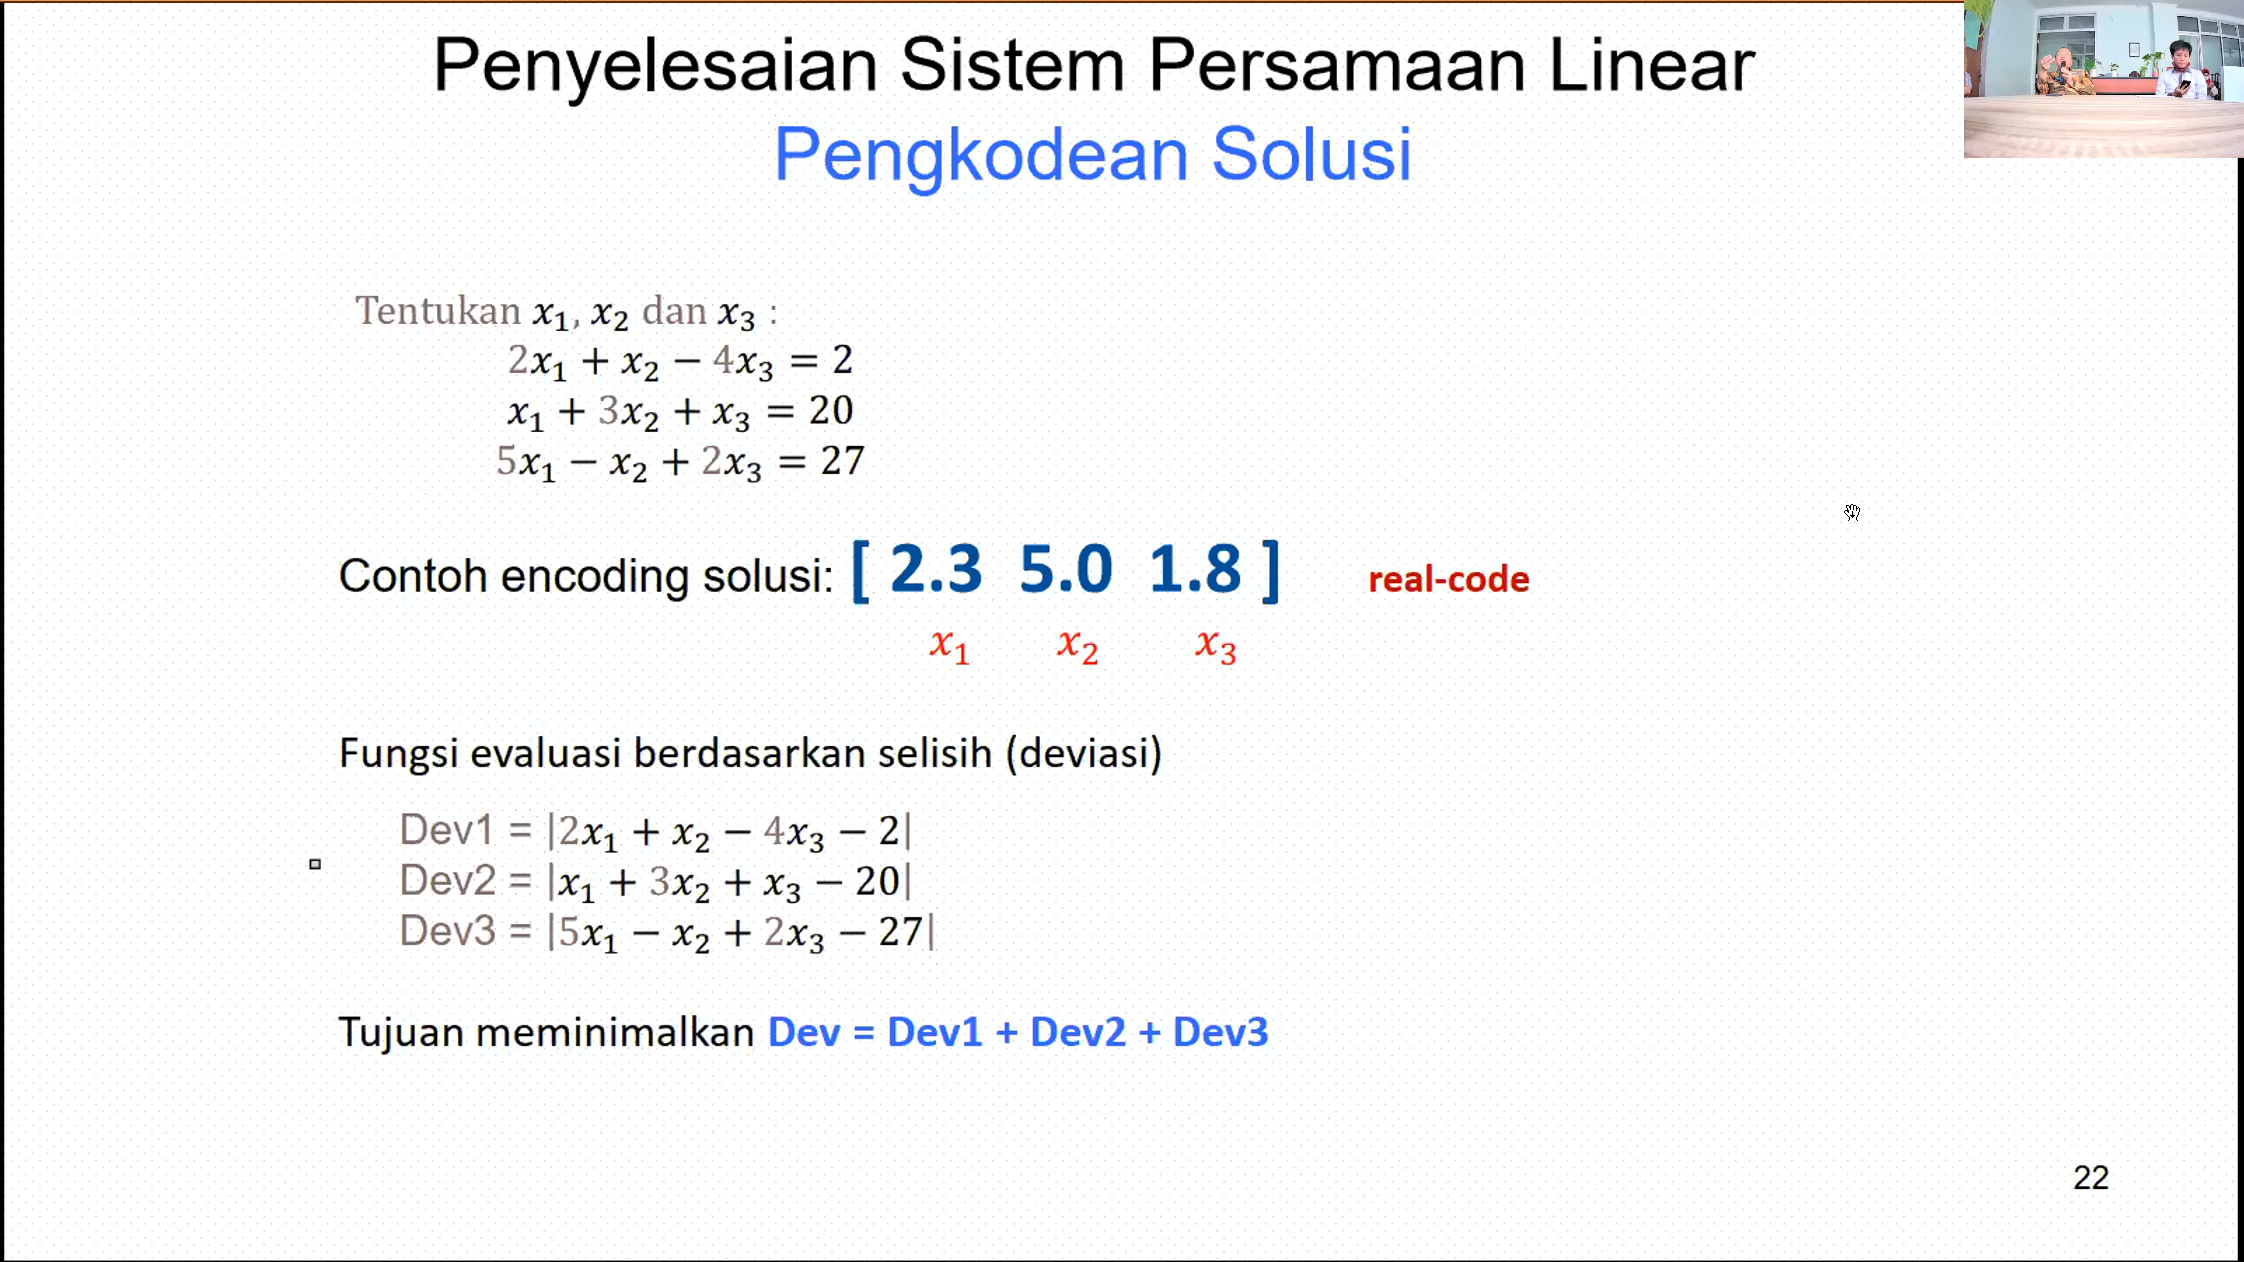 Penyelesaian Sistem Persamaan Linear
Pengkodean Solusi
Tentukan x₁, x₂ dan x₃ :
2x₁ + x₂ − 4x₃ = 2
x₁ + 3x₂ + x₃ = 20
5x₁ − x₂ + 2x₃ = 27
Contoh encoding solusi: [ 2.3 5.0 1.8 ] real-code
x₁ x₂ x₃
Fungsi evaluasi berdasarkan selisih (deviasi)
Dev1 = |2x₁ + x₂ − 4x₃ − 2|
Dev2 = |x₁ + 3x₂ + x₃ − 20|
Dev3 = |5x₁ − x₂ + 2x₃ − 27|
Tujuan meminimalkan Dev = Dev1 + Dev2 + Dev3
22